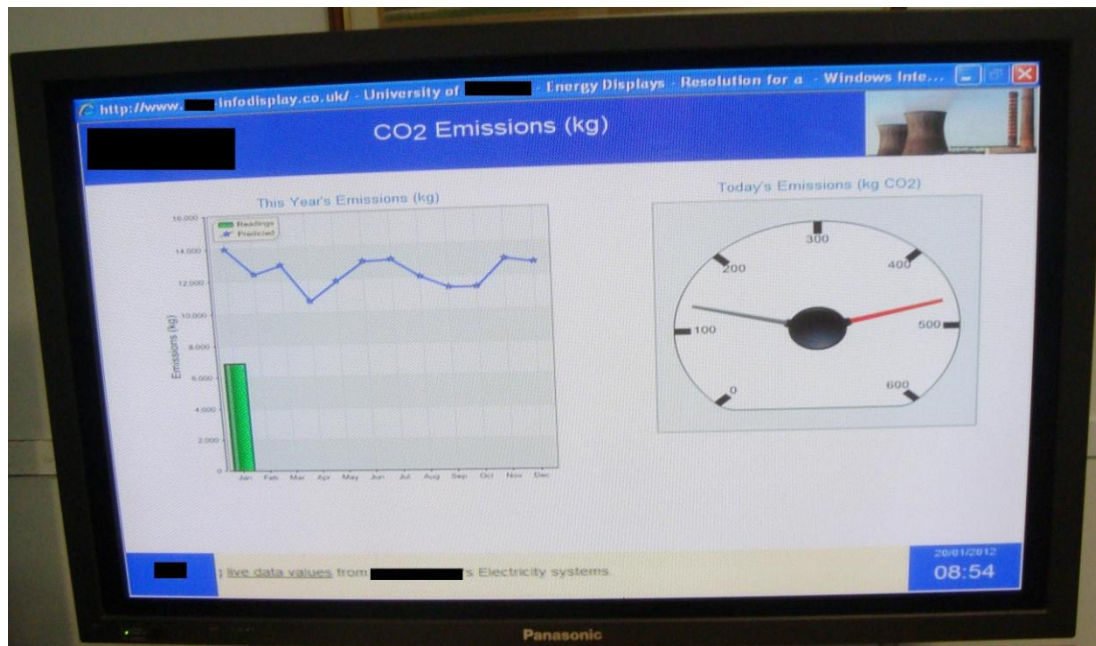 http://www. -infodisplay.co.uk/ - University of - Energy Displays - Resolution for a - Windows Inte...
CO2 Emissions (kg)
This Year's Emissions (kg)
Today's Emissions (kg CO2)
Readings
Predicted
Emissions (kg)
16,000
14,000
12,000
10,000
8,000
6,000
4,000
2,000
0
Jan Feb Mar Apr May Jun Jul Aug Sep Oct Nov Dec
0
100
200
300
400
500
600
live data values from 's Electricity systems.
20/01/2012
08:54
Panasonic